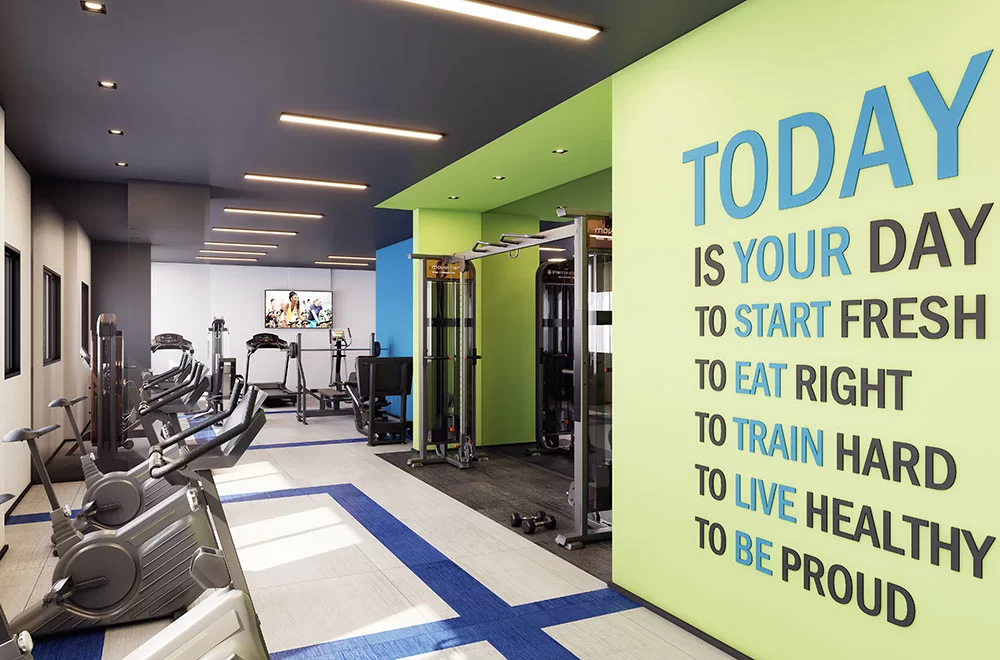 TODAY
IS YOUR DAY
TO START FRESH
TO EAT RIGHT
TO TRAIN HARD
TO LIVE HEALTHY
TO BE PROUD